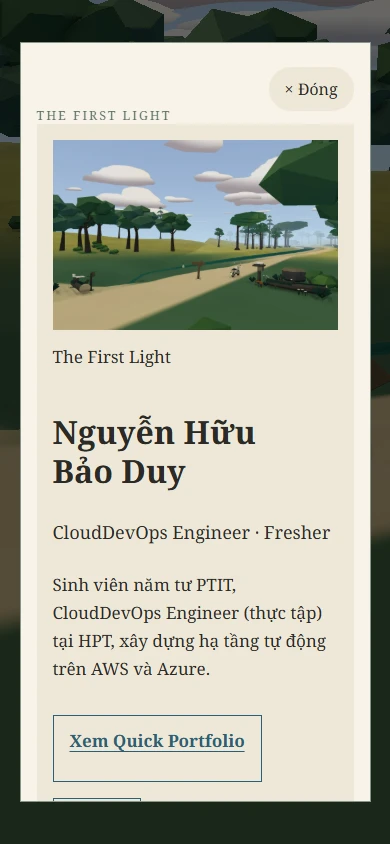 × Đóng
THE FIRST LIGHT
The First Light
Nguyễn Hữu
Bảo Duy
CloudDevOps Engineer · Fresher
Sinh viên năm tư PTIT,
CloudDevOps Engineer (thực tập)
tại HPT, xây dựng hạ tầng tự động
trên AWS và Azure.
Xem Quick Portfolio